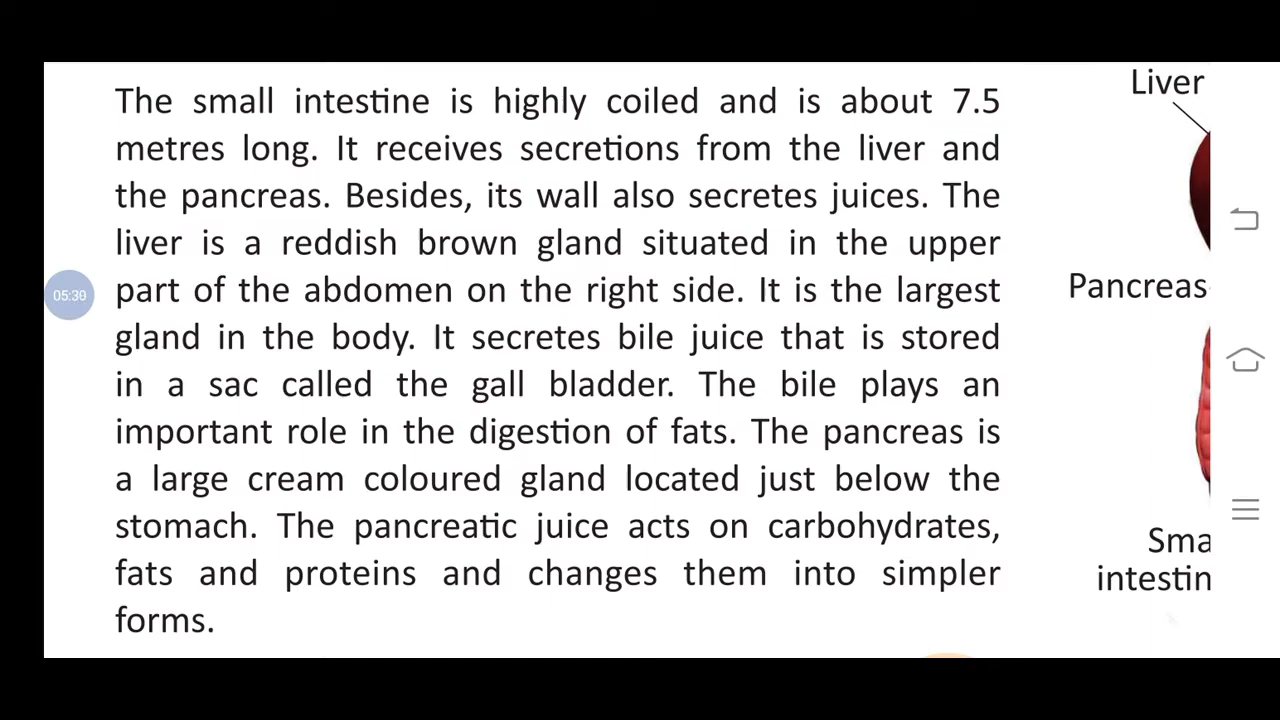 The small intestine is highly coiled and is about 7.5
metres long. It receives secretions from the liver and
the pancreas. Besides, its wall also secretes juices. The
liver is a reddish brown gland situated in the upper
part of the abdomen on the right side. It is the largest
gland in the body. It secretes bile juice that is stored
in a sac called the gall bladder. The bile plays an
important role in the digestion of fats. The pancreas is
a large cream coloured gland located just below the
stomach. The pancreatic juice acts on carbohydrates,
fats and proteins and changes them into simpler
forms.
05:30
Liver
Pancreas
Sma
intestin